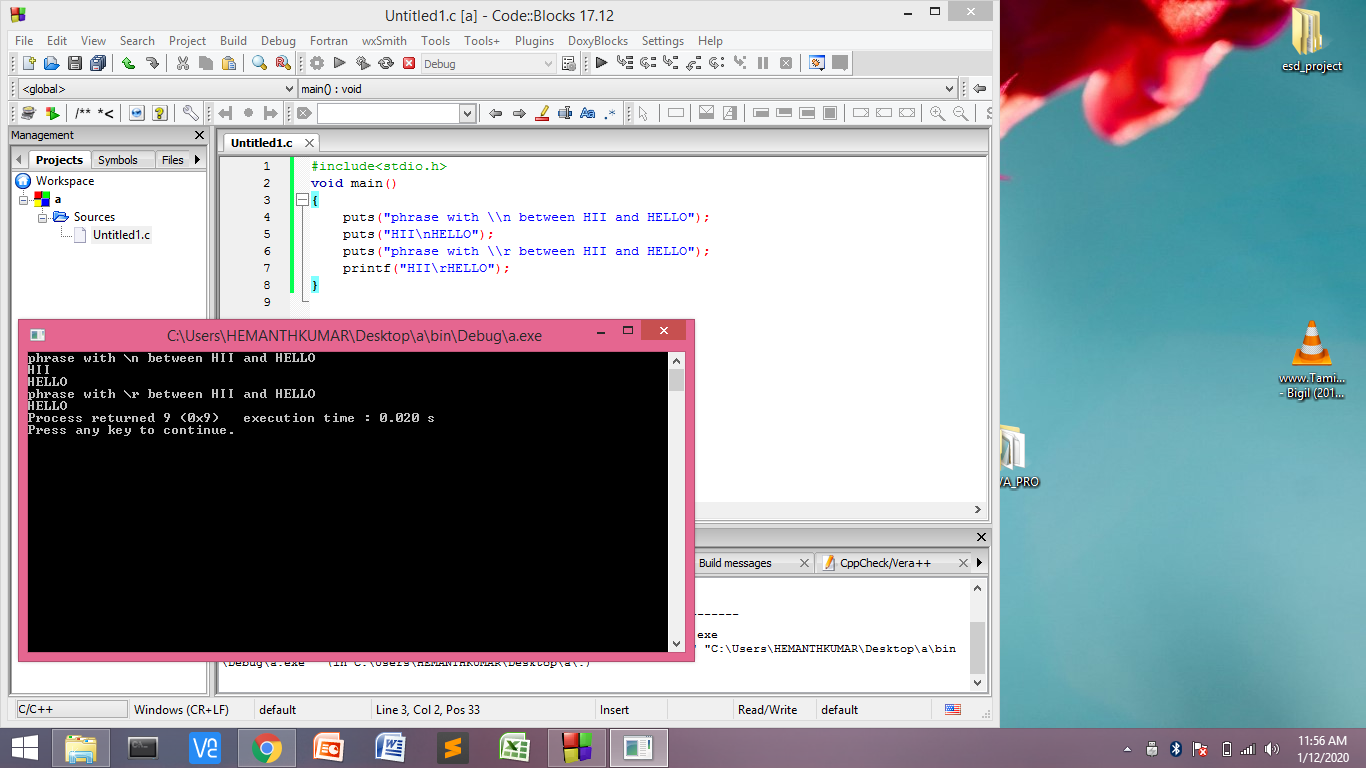 Untitled1.c [a] - Code::Blocks 17.12
File Edit View Search Project Build Debug Fortran wxSmith Tools Tools+ Plugins DoxyBlocks Settings Help
Debug
<global> main() : void
/** *<
Management
Projects Symbols Files
Workspace
a
Sources
Untitled1.c
Untitled1.c
1 #include<stdio.h>
2 void main()
3 {
4 puts("phrase with \\n between HII and HELLO");
5 puts("HII\nHELLO");
6 puts("phrase with \\r between HII and HELLO");
7 printf("HII\rHELLO");
8 }
9
C:\Users\HEMANTHKUMAR\Desktop\a\bin\Debug\a.exe
phrase with \n between HII and HELLO
HII
HELLO
phrase with \r between HII and HELLO
HELLO
Process returned 9 (0x9) execution time : 0.020 s
Press any key to continue.
Build messages CppCheck/Vera++
-------
exe
"C:\Users\HEMANTHKUMAR\Desktop\a\bin
\Debug\a.exe" (in C:\Users\HEMANTHKUMAR\Desktop\a\.)
C/C++ Windows (CR+LF) default Line 3, Col 2, Pos 33 Insert Read/Write default
esd_project
www.Tami...
- Bigil (201...
VA_PRO
11:56 AM
1/12/2020